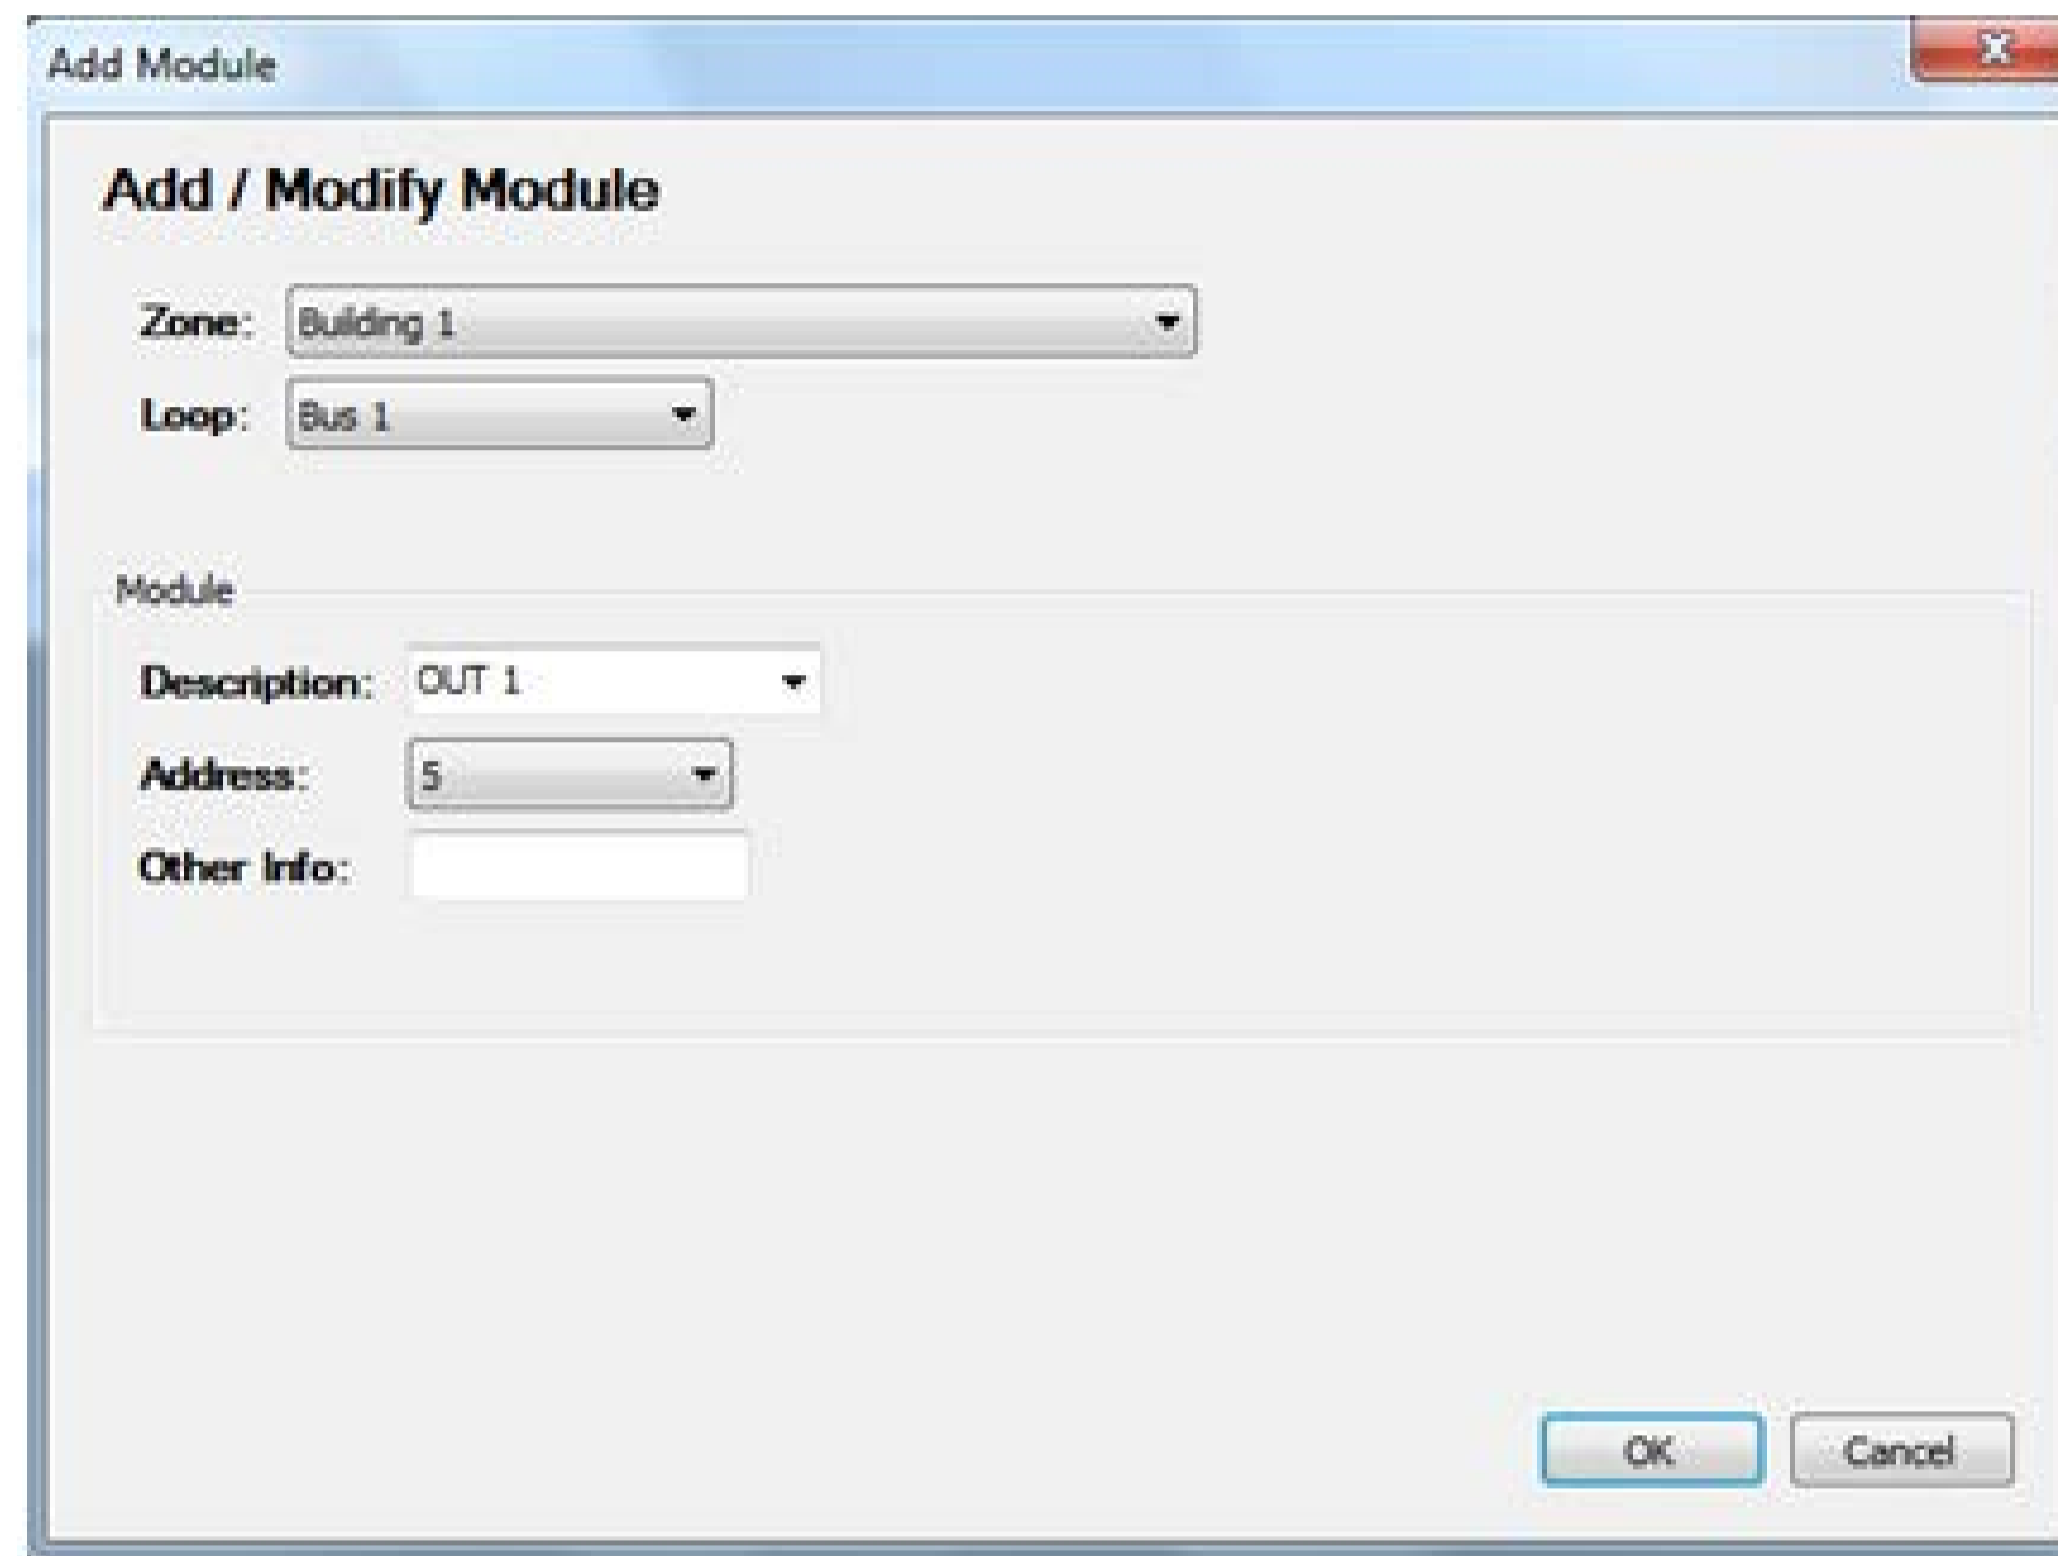 Add Module
Add / Modify Module
Zone: Building 1
Loop: Bus 1
Module
Description: OUT 1
Address: 5
Other Info:
OK Cancel